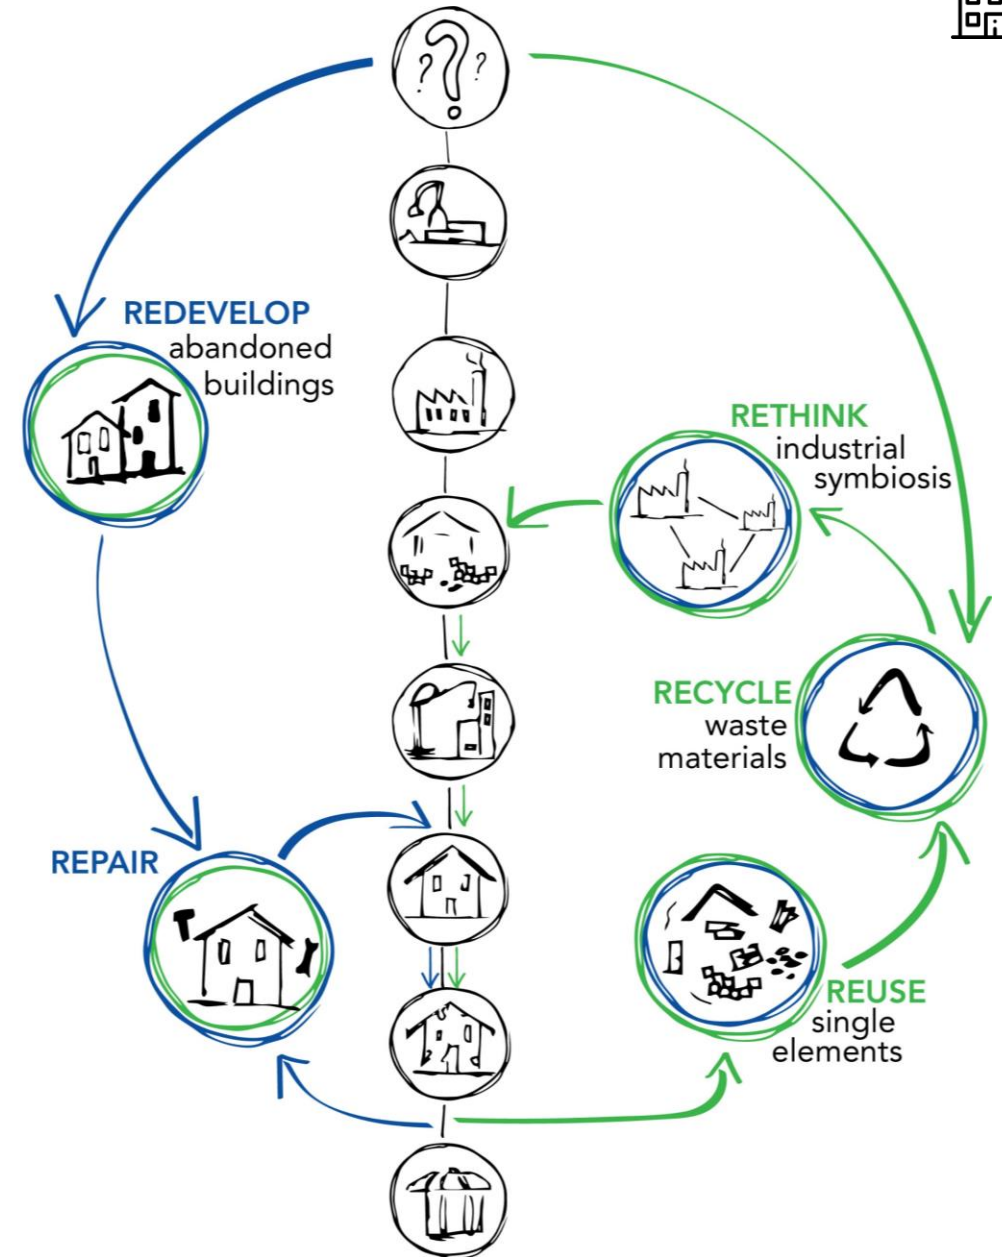 ? ? ?
REDEVELOP
abandoned
buildings
RETHINK
industrial
symbiosis
RECYCLE
waste
materials
REPAIR
REUSE
single
elements